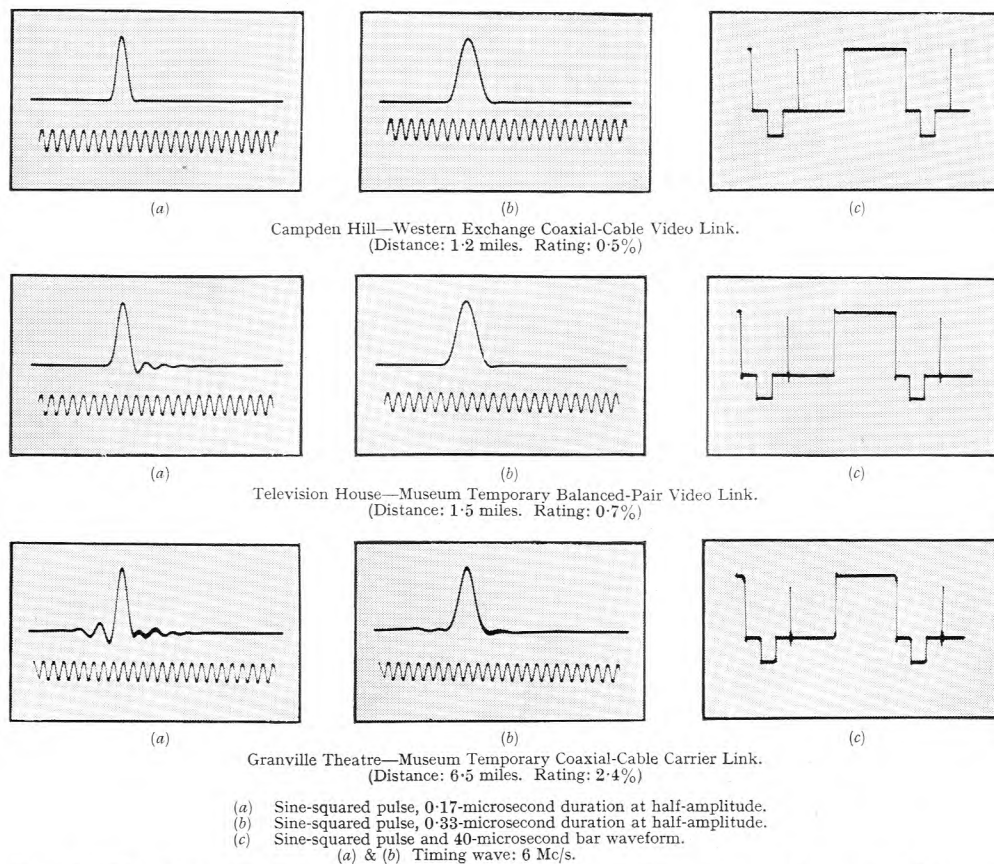 (a) (b) (c)
Campden Hill—Western Exchange Coaxial-Cable Video Link.
(Distance: 1·2 miles. Rating: 0·5%)
(a) (b) (c)
Television House—Museum Temporary Balanced-Pair Video Link.
(Distance: 1·5 miles. Rating: 0·7%)
(a) (b) (c)
Granville Theatre—Museum Temporary Coaxial-Cable Carrier Link.
(Distance: 6·5 miles. Rating: 2·4%)
(a) Sine-squared pulse, 0·17-microsecond duration at half-amplitude.
(b) Sine-squared pulse, 0·33-microsecond duration at half-amplitude.
(c) Sine-squared pulse and 40-microsecond bar waveform.
(a) & (b) Timing wave: 6 Mc/s.